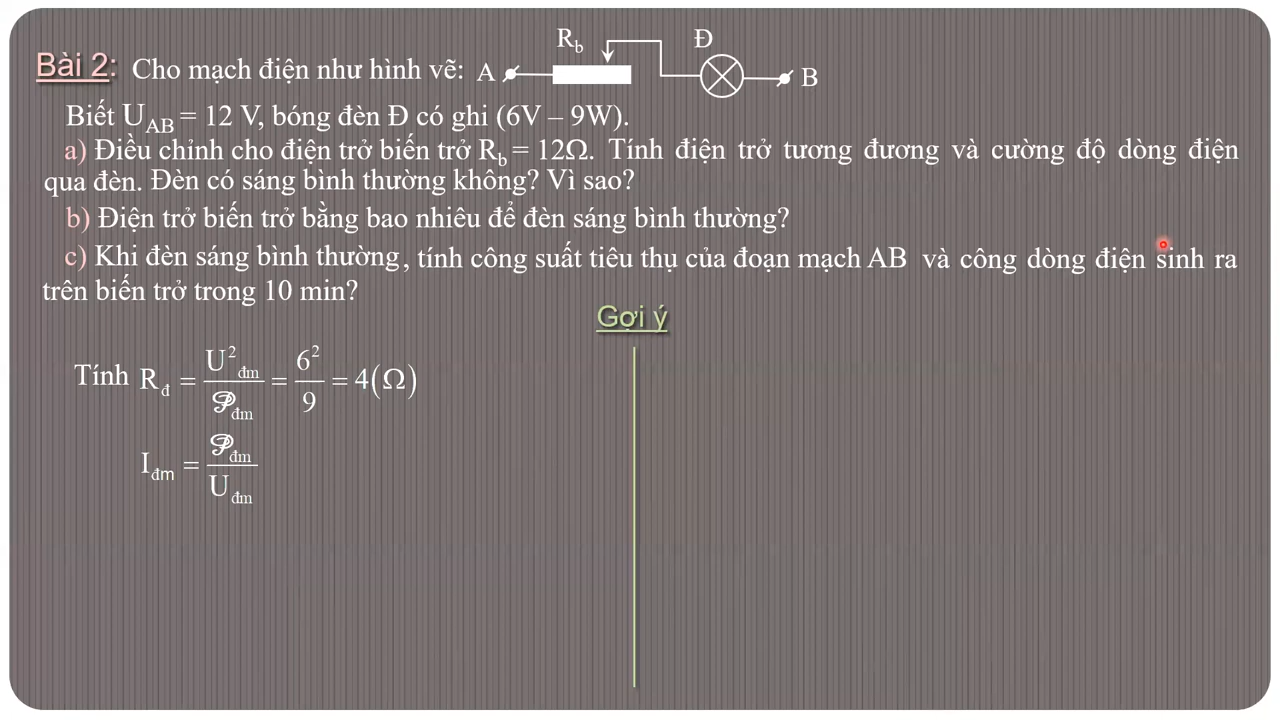 Bài 2: Cho mạch điện như hình vẽ: A R_b Đ B
Biết U_AB = 12 V, bóng đèn Đ có ghi (6V – 9W).
a) Điều chỉnh cho điện trở biến trở R_b = 12Ω. Tính điện trở tương đương và cường độ dòng điện
qua đèn. Đèn có sáng bình thường không? Vì sao?
b) Điện trở biến trở bằng bao nhiêu để đèn sáng bình thường?
c) Khi đèn sáng bình thường, tính công suất tiêu thụ của đoạn mạch AB và công dòng điện sinh ra
trên biến trở trong 10 min?
Gợi ý
Tính R_đ = U²_đm / 𝒫_đm = 6² / 9 = 4(Ω)
I_đm = 𝒫_đm / U_đm